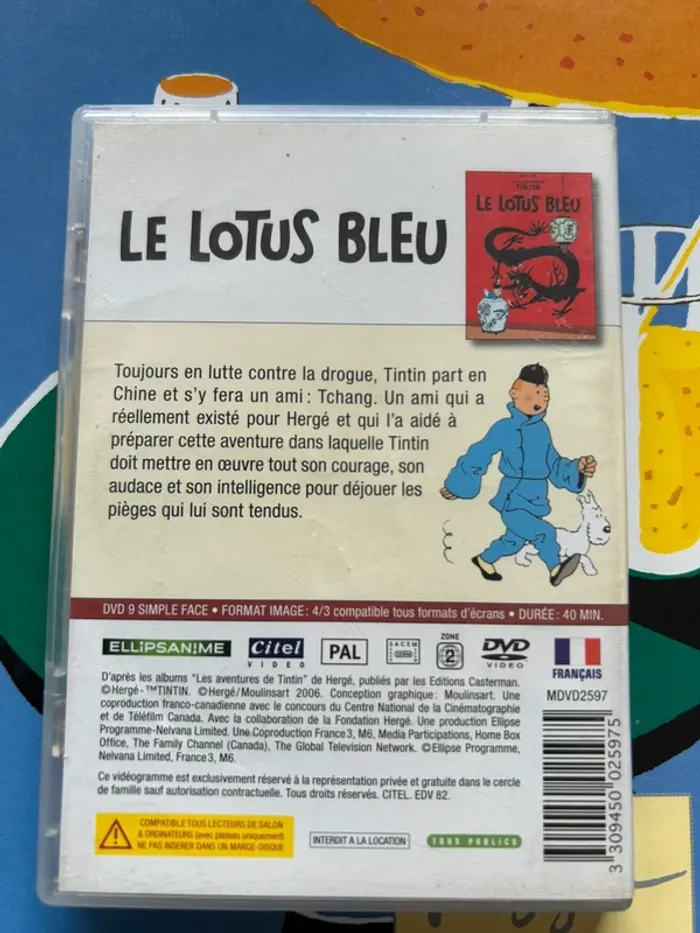 LE LOTUS BLEU
TINTIN
LE LOTUS BLEU
Toujours en lutte contre la drogue, Tintin part en
Chine et s'y fera un ami : Tchang. Un ami qui a
réellement existé pour Hergé et qui l'a aidé à
préparer cette aventure dans laquelle Tintin
doit mettre en œuvre tout son courage, son
audace et son intelligence pour déjouer les
pièges qui lui sont tendus.
DVD 9 SIMPLE FACE • FORMAT IMAGE : 4/3 compatible tous formats d'écrans • DURÉE : 40 MIN.
ELLIPSANIME
Citel
VIDEO
PAL
SACEM
ZONE
2
DVD
VIDEO
FRANÇAIS
MDVD2597
D'après les albums "Les aventures de Tintin" de Hergé, publiés par les Editions Casterman.
©Hergé -™TINTIN. ©Hergé/Moulinsart 2006. Conception graphique : Moulinsart. Une
coproduction franco-canadienne avec le concours du Centre National de la Cinématographie
et de Téléfilm Canada. Avec la collaboration de la Fondation Hergé. Une production Ellipse
Programme-Nelvana Limited. Une Coproduction France 3, M6, Media Participations, Home Box
Office, The Family Channel (Canada), The Global Television Network. ©Ellipse Programme,
Nelvana Limited, France 3, M6.
Ce vidéogramme est exclusivement réservé à la représentation privée et gratuite dans le cercle
de famille sauf autorisation contractuelle. Tous droits réservés. CITEL. EDV 82.
COMPATIBLE TOUS LECTEURS DE SALON
& ORDINATEURS (avec plateau uniquement)
NE PAS INSERER DANS UN MANGE-DISQUE
INTERDIT A LA LOCATION
TOUS PUBLICS
3 309450 025975